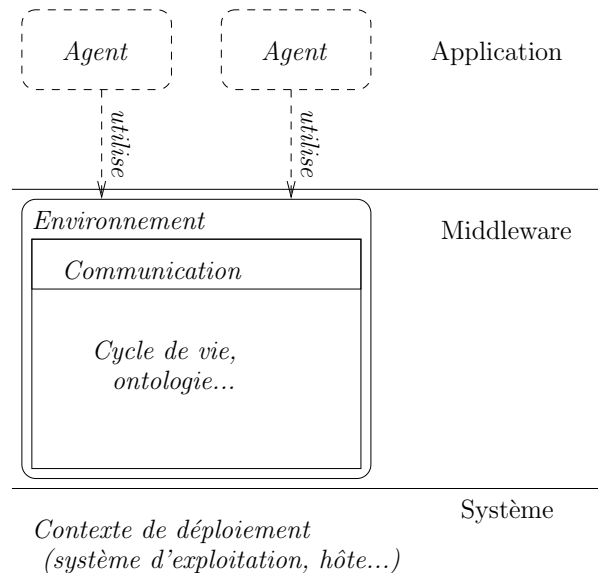 Agent Agent Application
utilise utilise
Environnement
Middleware
Communication
Cycle de vie,
ontologie...
Système
Contexte de déploiement
(système d'exploitation, hôte...)